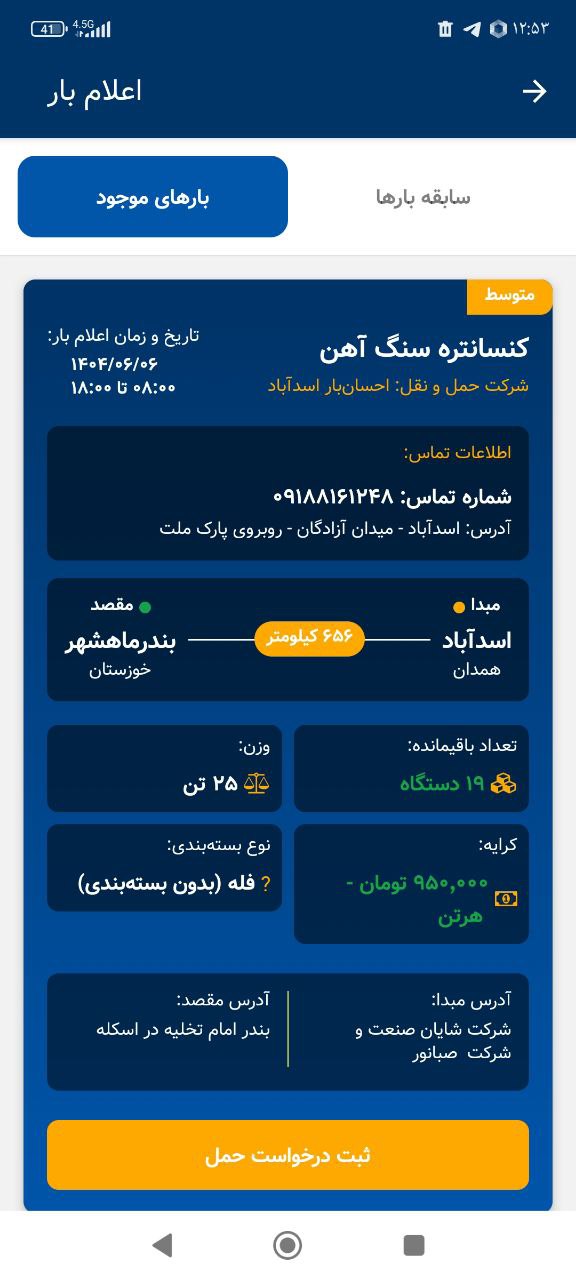 41
4.5G
۱۲:۵۳
اعلام بار
سابقه بارها
بارهای موجود
متوسط
کنسانتره سنگ آهن
شرکت حمل و نقل: احسان‌بار اسدآباد
تاریخ و زمان اعلام بار:
۱۴۰۴/۰۶/۰۶
۰۸:۰۰ تا ۱۸:۰۰
اطلاعات تماس:
شماره تماس: ۰۹۱۸۸۱۶۱۲۴۸
آدرس: اسدآباد - میدان آزادگان - روبروی پارک ملت
مبدا
مقصد
اسدآباد
۶۵۶ کیلومتر
بندرماهشهر
همدان
خوزستان
تعداد باقیمانده:
۱۹ دستگاه
وزن:
۲۵ تن
کرایه:
۹۵۰,۰۰۰ تومان -
هرتن
نوع بسته‌بندی:
? فله (بدون بسته‌بندی)
آدرس مبدا:
شرکت شایان صنعت و
شرکت صبانور
آدرس مقصد:
بندر امام تخلیه در اسکله
ثبت درخواست حمل